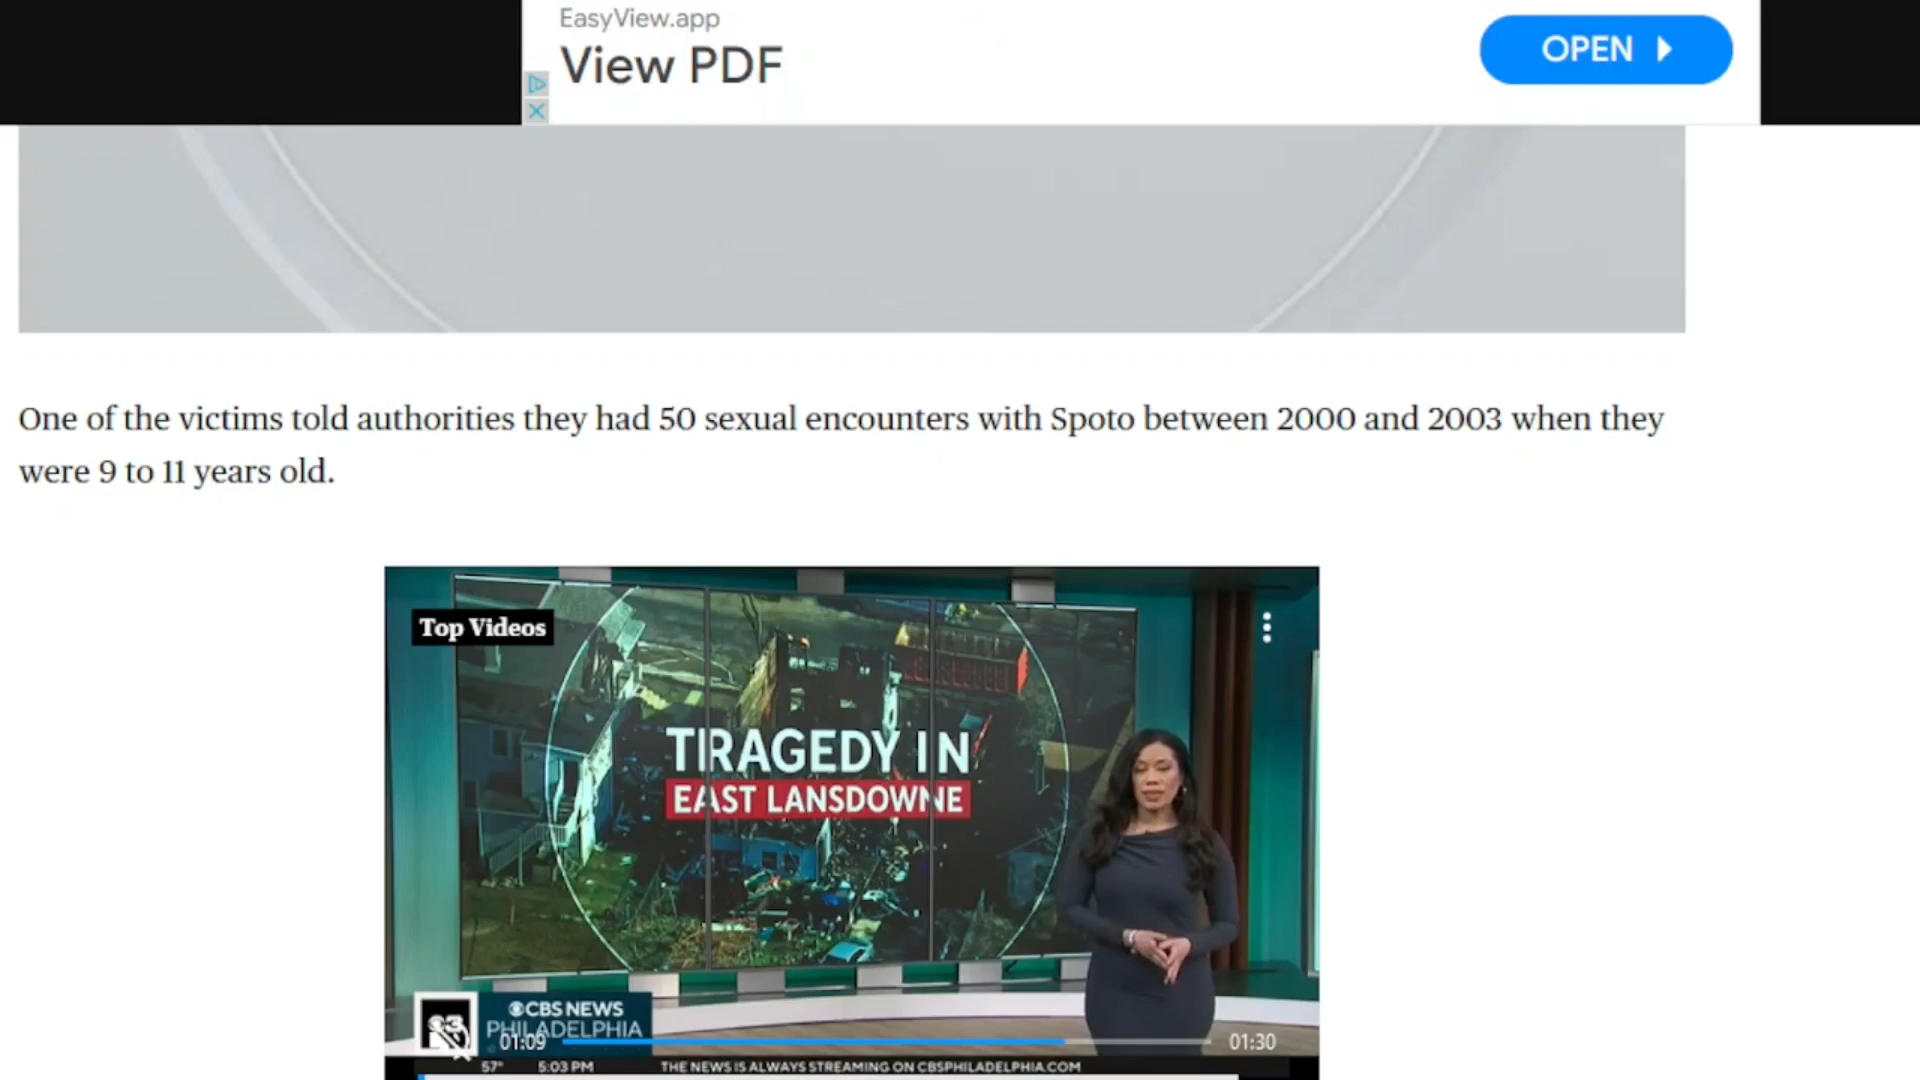 EasyView.app
View PDF
OPEN
One of the victims told authorities they had 50 sexual encounters with Spoto between 2000 and 2003 when they
were 9 to 11 years old.
Top Videos
TRAGEDY IN
EAST LANSDOWNE
CBS NEWS
PHILADELPHIA
01:09
01:30
57°
5:03 PM
THE NEWS IS ALWAYS STREAMING ON CBSPHILADELPHIA.COM